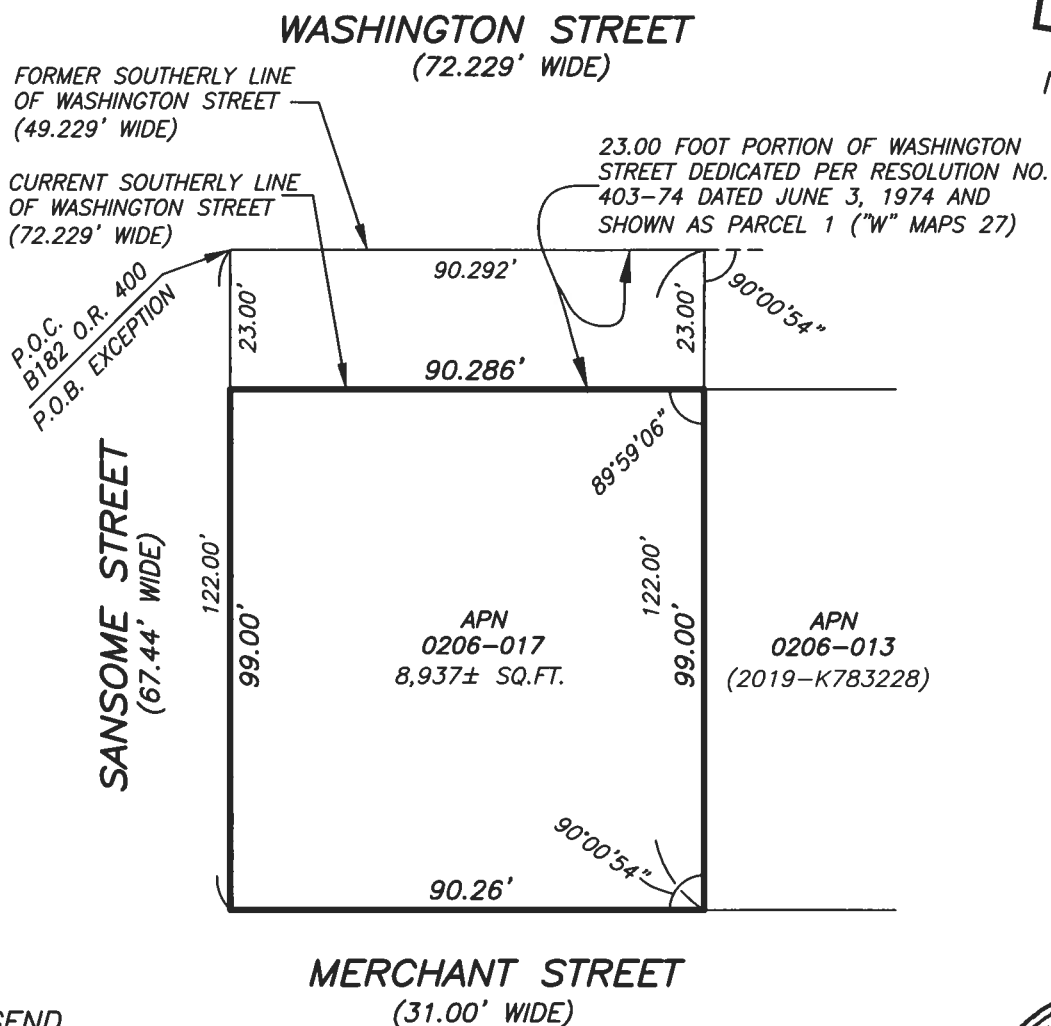 WASHINGTON STREET
(72.229' WIDE)
FORMER SOUTHERLY LINE
OF WASHINGTON STREET
(49.229' WIDE)
CURRENT SOUTHERLY LINE
OF WASHINGTON STREET
(72.229' WIDE)
23.00 FOOT PORTION OF WASHINGTON
STREET DEDICATED PER RESOLUTION NO.
403-74 DATED JUNE 3, 1974 AND
SHOWN AS PARCEL 1 ("W" MAPS 27)
P.O.C.
B182 O.R. 400
P.O.B. EXCEPTION
90.292'
23.00'
23.00'
90°00'54"
90.286'
89°59'06"
SANSOME STREET
(67.44' WIDE)
122.00'
99.00'
APN
0206-017
8,937± SQ.FT.
122.00'
99.00'
APN
0206-013
(2019-K783228)
90°00'54"
90.26'
MERCHANT STREET
(31.00' WIDE)